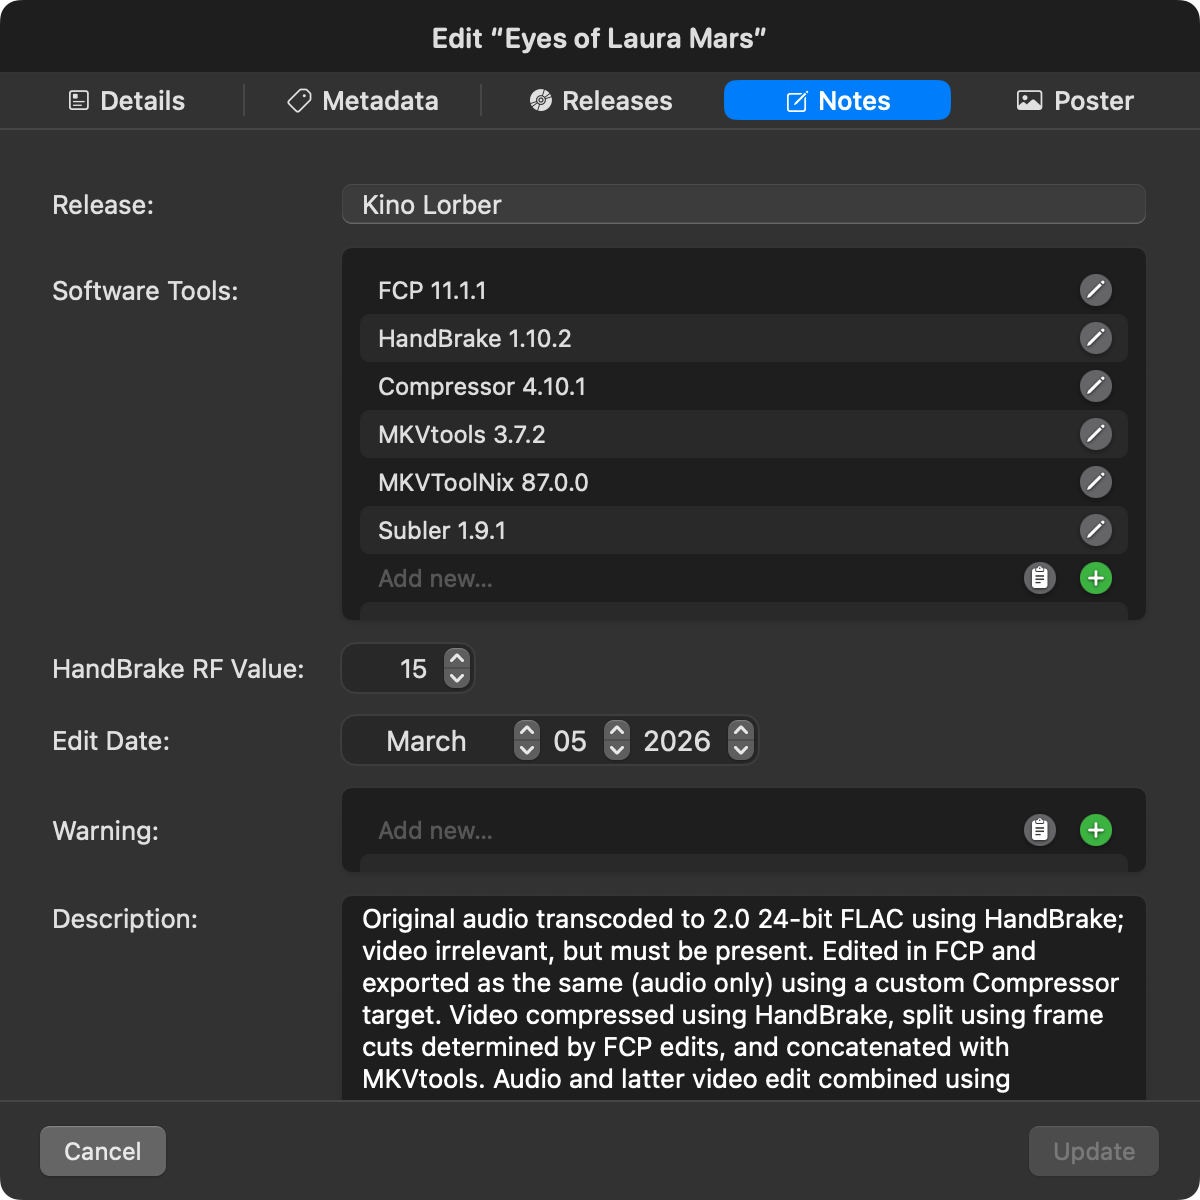 Edit “Eyes of Laura Mars”
Details
Metadata
Releases
Notes
Poster
Release:
Kino Lorber
Software Tools:
FCP 11.1.1
HandBrake 1.10.2
Compressor 4.10.1
MKVtools 3.7.2
MKVToolNix 87.0.0
Subler 1.9.1
Add new...
HandBrake RF Value:
15
Edit Date:
March 05 2026
Warning:
Add new...
Description:
Original audio transcoded to 2.0 24-bit FLAC using HandBrake;
video irrelevant, but must be present. Edited in FCP and
exported as the same (audio only) using a custom Compressor
target. Video compressed using HandBrake, split using frame
cuts determined by FCP edits, and concatenated with
MKVtools. Audio and latter video edit combined using
Cancel
Update